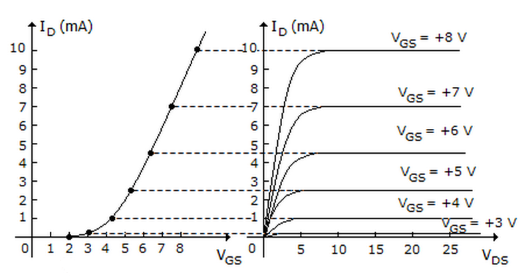 I_D (mA)
10
9
8
7
6
5
4
3
2
1
0 0 1 2 3 4 5 6 7 8
V_GS
I_D (mA)
10
9
8
7
6
5
4
3
2
1
0
5 10 15 20 25
V_DS
V_GS = +8 V
V_GS = +7 V
V_GS = +6 V
V_GS = +5 V
V_GS = +4 V
V_GS = +3 V